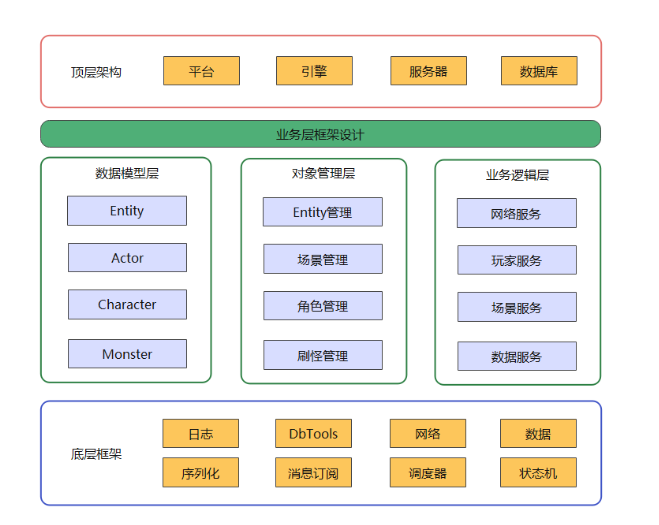 顶层架构
平台
引擎
服务器
数据库
业务层框架设计
数据模型层
Entity
Actor
Character
Monster
对象管理层
Entity管理
场景管理
角色管理
刷怪管理
业务逻辑层
网络服务
玩家服务
场景服务
数据服务
底层框架
日志
DbTools
网络
数据
序列化
消息订阅
调度器
状态机